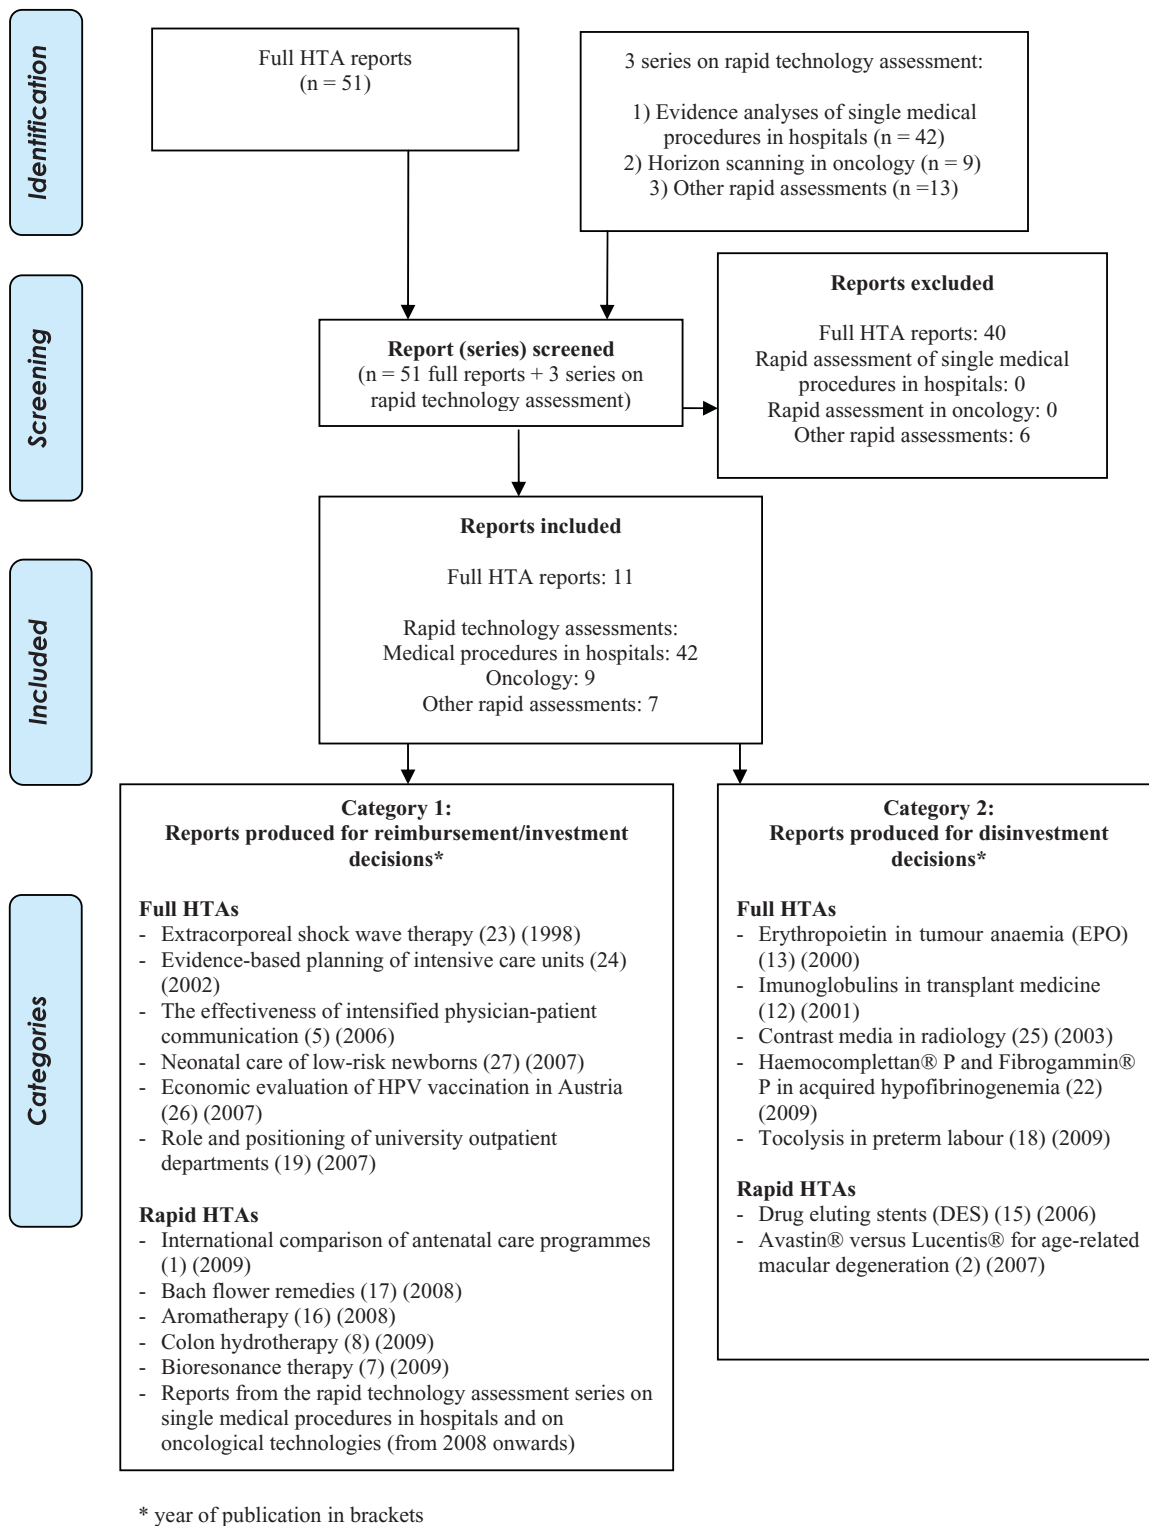 Identification
Full HTA reports
(n = 51)
3 series on rapid technology assessment:
1) Evidence analyses of single medical
procedures in hospitals (n = 42)
2) Horizon scanning in oncology (n = 9)
3) Other rapid assessments (n =13)
Screening
Report (series) screened
(n = 51 full reports + 3 series on
rapid technology assessment)
Reports excluded
Full HTA reports: 40
Rapid assessment of single medical
procedures in hospitals: 0
Rapid assessment in oncology: 0
Other rapid assessments: 6
Included
Reports included
Full HTA reports: 11
Rapid technology assessments:
Medical procedures in hospitals: 42
Oncology: 9
Other rapid assessments: 7
Categories
Category 1:
Reports produced for reimbursement/investment
decisions*
Full HTAs
- Extracorporeal shock wave therapy (23) (1998)
- Evidence-based planning of intensive care units (24)
(2002)
- The effectiveness of intensified physician-patient
communication (5) (2006)
- Neonatal care of low-risk newborns (27) (2007)
- Economic evaluation of HPV vaccination in Austria
(26) (2007)
- Role and positioning of university outpatient
departments (19) (2007)
Rapid HTAs
- International comparison of antenatal care programmes
(1) (2009)
- Bach flower remedies (17) (2008)
- Aromatherapy (16) (2008)
- Colon hydrotherapy (8) (2009)
- Bioresonance therapy (7) (2009)
- Reports from the rapid technology assessment series on
single medical procedures in hospitals and on
oncological technologies (from 2008 onwards)
Category 2:
Reports produced for disinvestment
decisions*
Full HTAs
- Erythropoietin in tumour anaemia (EPO)
(13) (2000)
- Imunoglobulins in transplant medicine
(12) (2001)
- Contrast media in radiology (25) (2003)
- Haemocomplettan® P and Fibrogammin®
P in acquired hypofibrinogenemia (22)
(2009)
- Tocolysis in preterm labour (18) (2009)
Rapid HTAs
- Drug eluting stents (DES) (15) (2006)
- Avastin® versus Lucentis® for age-related
macular degeneration (2) (2007)
* year of publication in brackets